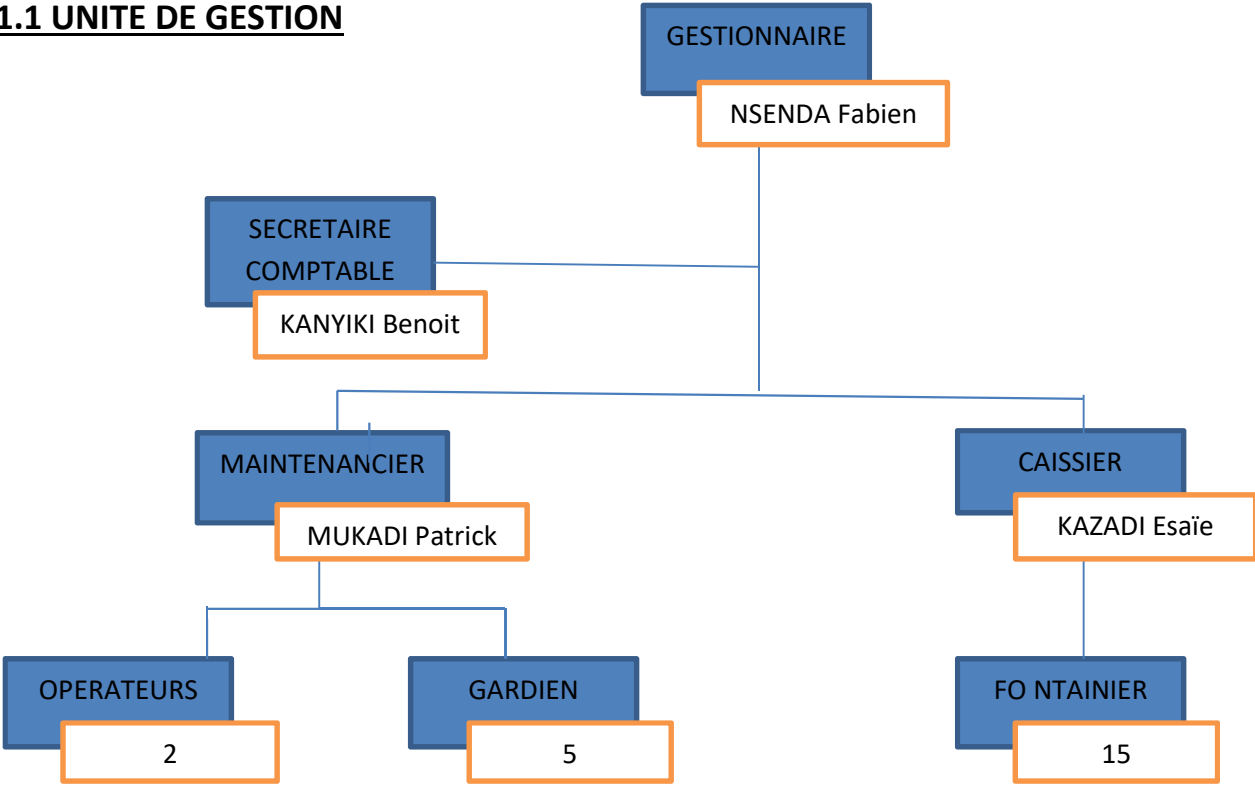 1.1 UNITE DE GESTION
GESTIONNAIRE
NSENDA Fabien
SECRETAIRE
COMPTABLE
KANYIKI Benoit
MAINTENANCIER
MUKADI Patrick
CAISSIER
KAZADI Esaïe
OPERATEURS
2
GARDIEN
5
FO NTAINIER
15